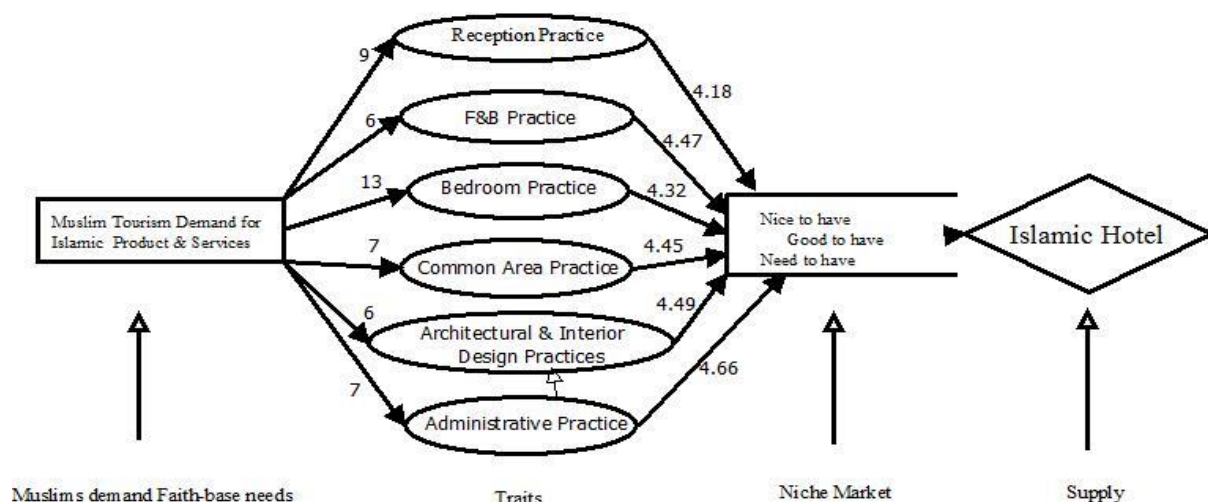 Reception Practice
9
4.18
F&B Practice
6
4.47
Bedroom Practice
13
4.32
Muslim Tourism Demand for
Islamic Product & Services
Nice to have
Good to have
Need to have
Islamic Hotel
Common Area Practice
7
4.45
Architectural & Interior
Design Practices
6
4.49
Administrative Practice
7
4.66
Muslims demand Faith-base needs
Traits
Niche Market
Supply